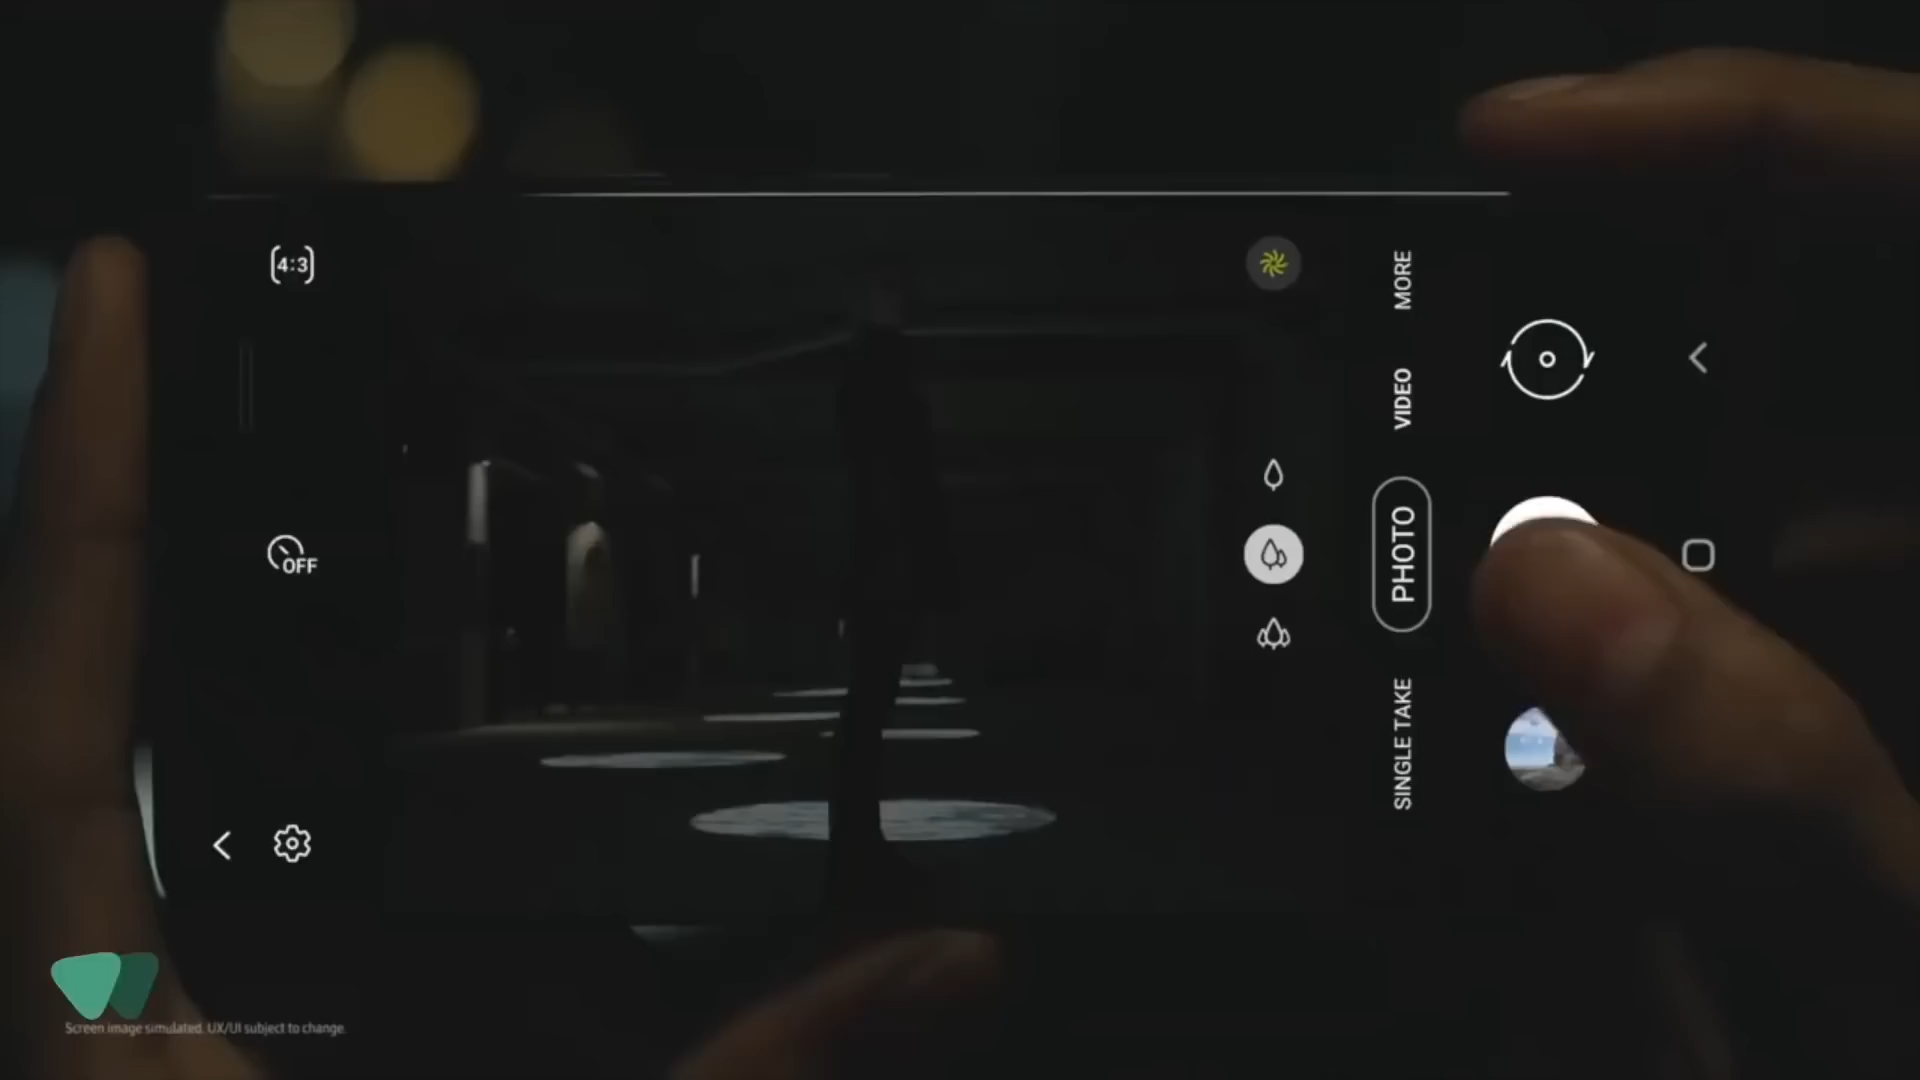 4:3
OFF
MORE
VIDEO
PHOTO
SINGLE TAKE
Screen image simulated. UX/UI subject to change.